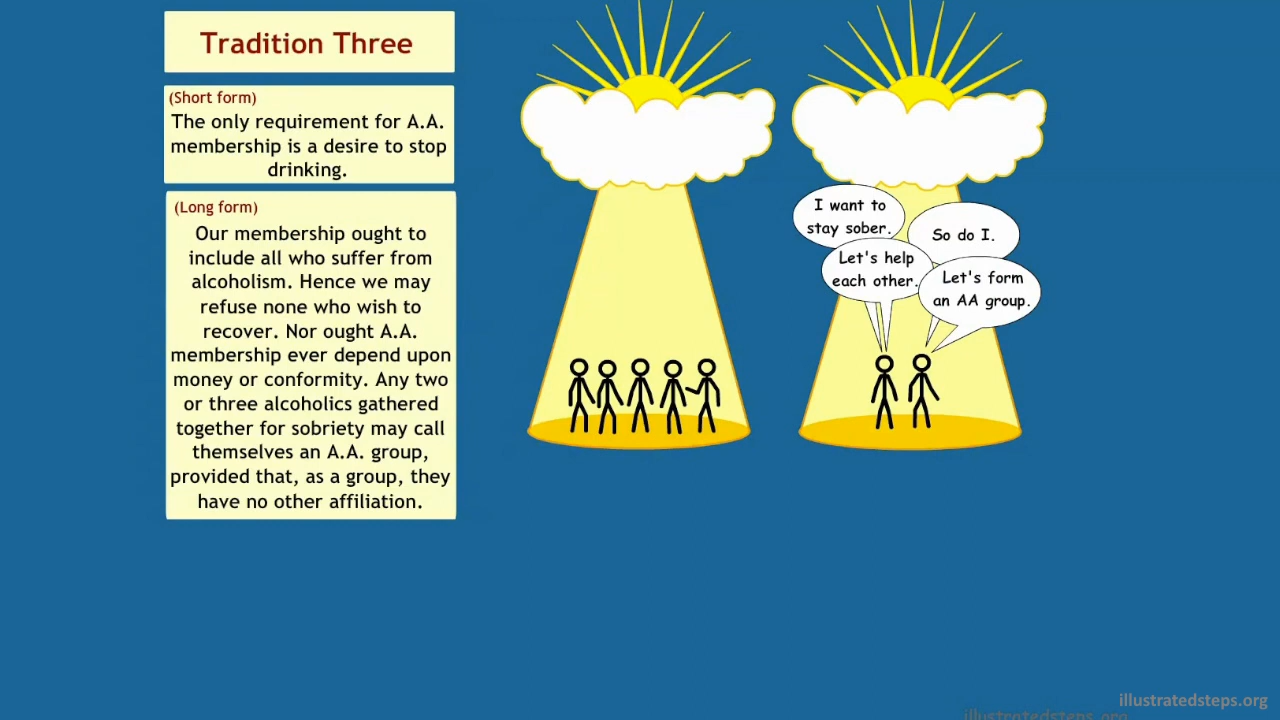 Tradition Three
(Short form)
The only requirement for A.A.
membership is a desire to stop
drinking.
(Long form)
Our membership ought to
include all who suffer from
alcoholism. Hence we may
refuse none who wish to
recover. Nor ought A.A.
membership ever depend upon
money or conformity. Any two
or three alcoholics gathered
together for sobriety may call
themselves an A.A. group,
provided that, as a group, they
have no other affiliation.
I want to
stay sober.
So do I.
Let's help
each other.
Let's form
an AA group.
illustratedsteps.org
illustratedsteps.org